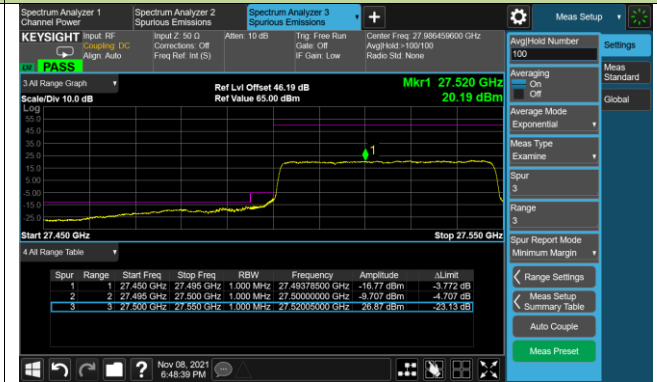 Spectrum Analyzer 1
Channel Power
Spectrum Analyzer 2
Spurious Emissions
Spectrum Analyzer 3
Spurious Emissions
Meas Setup
KEYSIGHT
Input: RF
Coupling: DC
Align: Auto
Input Z: 50 Ω
Corrections: Off
Freq Ref: Int (S)
Atten: 10 dB
Trig: Free Run
Gate: Off
IF Gain: Low
Center Freq: 27.986459600 GHz
Avg|Hold:>100/100
Radio Std: None
PASS
3 All Range Graph
Scale/Div 10.0 dB
Ref Lvl Offset 46.19 dB
Ref Value 65.00 dBm
Mkr1 27.520 GHz
20.19 dBm
Log
55.0
45.0
35.0
25.0
15.0
5.00
-5.00
-15.0
-25.0
1
Start 27.450 GHz
Stop 27.550 GHz
4 All Range Table
Spur Range Start Freq Stop Freq RBW Frequency Amplitude ΔLimit
1 1 27.450 GHz 27.495 GHz 1.000 MHz 27.49378500 GHz -16.77 dBm -3.772 dB
2 2 27.495 GHz 27.500 GHz 1.000 MHz 27.50000000 GHz -9.707 dBm -4.707 dB
3 3 27.500 GHz 27.550 GHz 1.000 MHz 27.52005000 GHz 26.87 dBm -23.13 dB
Avg|Hold Number
100
Averaging
On
Off
Average Mode
Exponential
Meas Type
Examine
Spur
3
Range
3
Spur Report Mode
Minimum Margin
Range Settings
Meas Setup
Summary Table
Auto Couple
Meas Preset
Settings
Meas
Standard
Global
Nov 08, 2021
6:48:39 PM